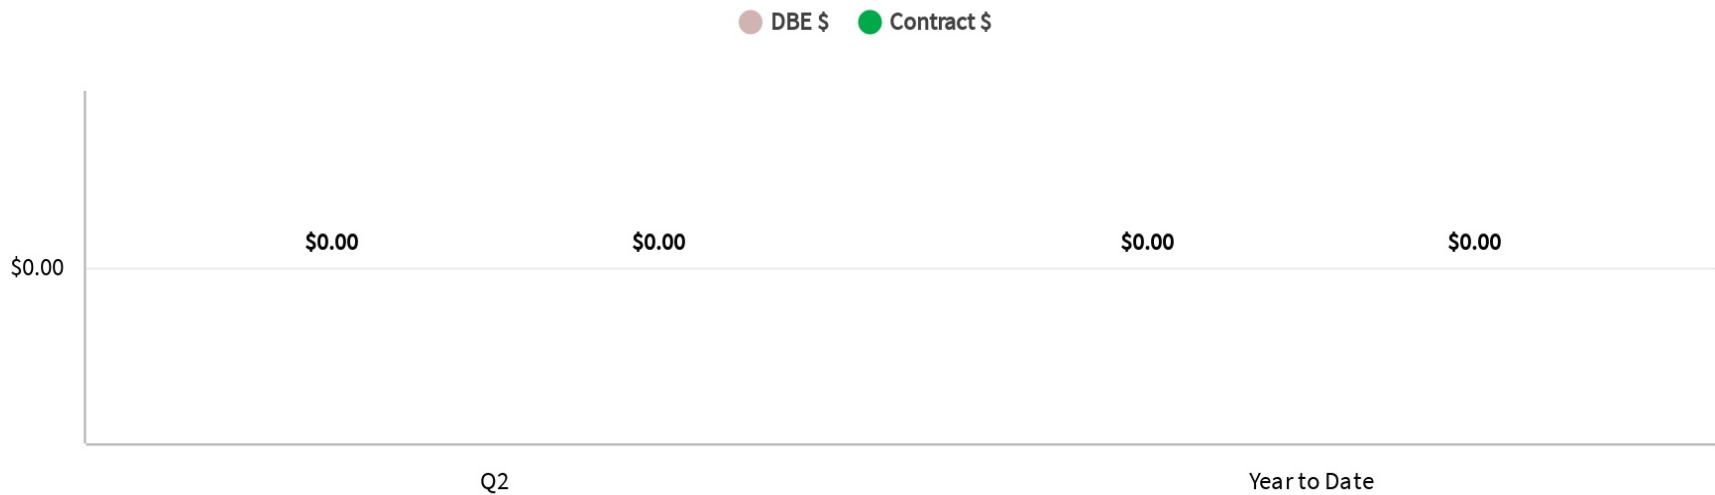 DBE $ Contract $
$0.00 $0.00 $0.00 $0.00
$0.00
Q2 Year to Date